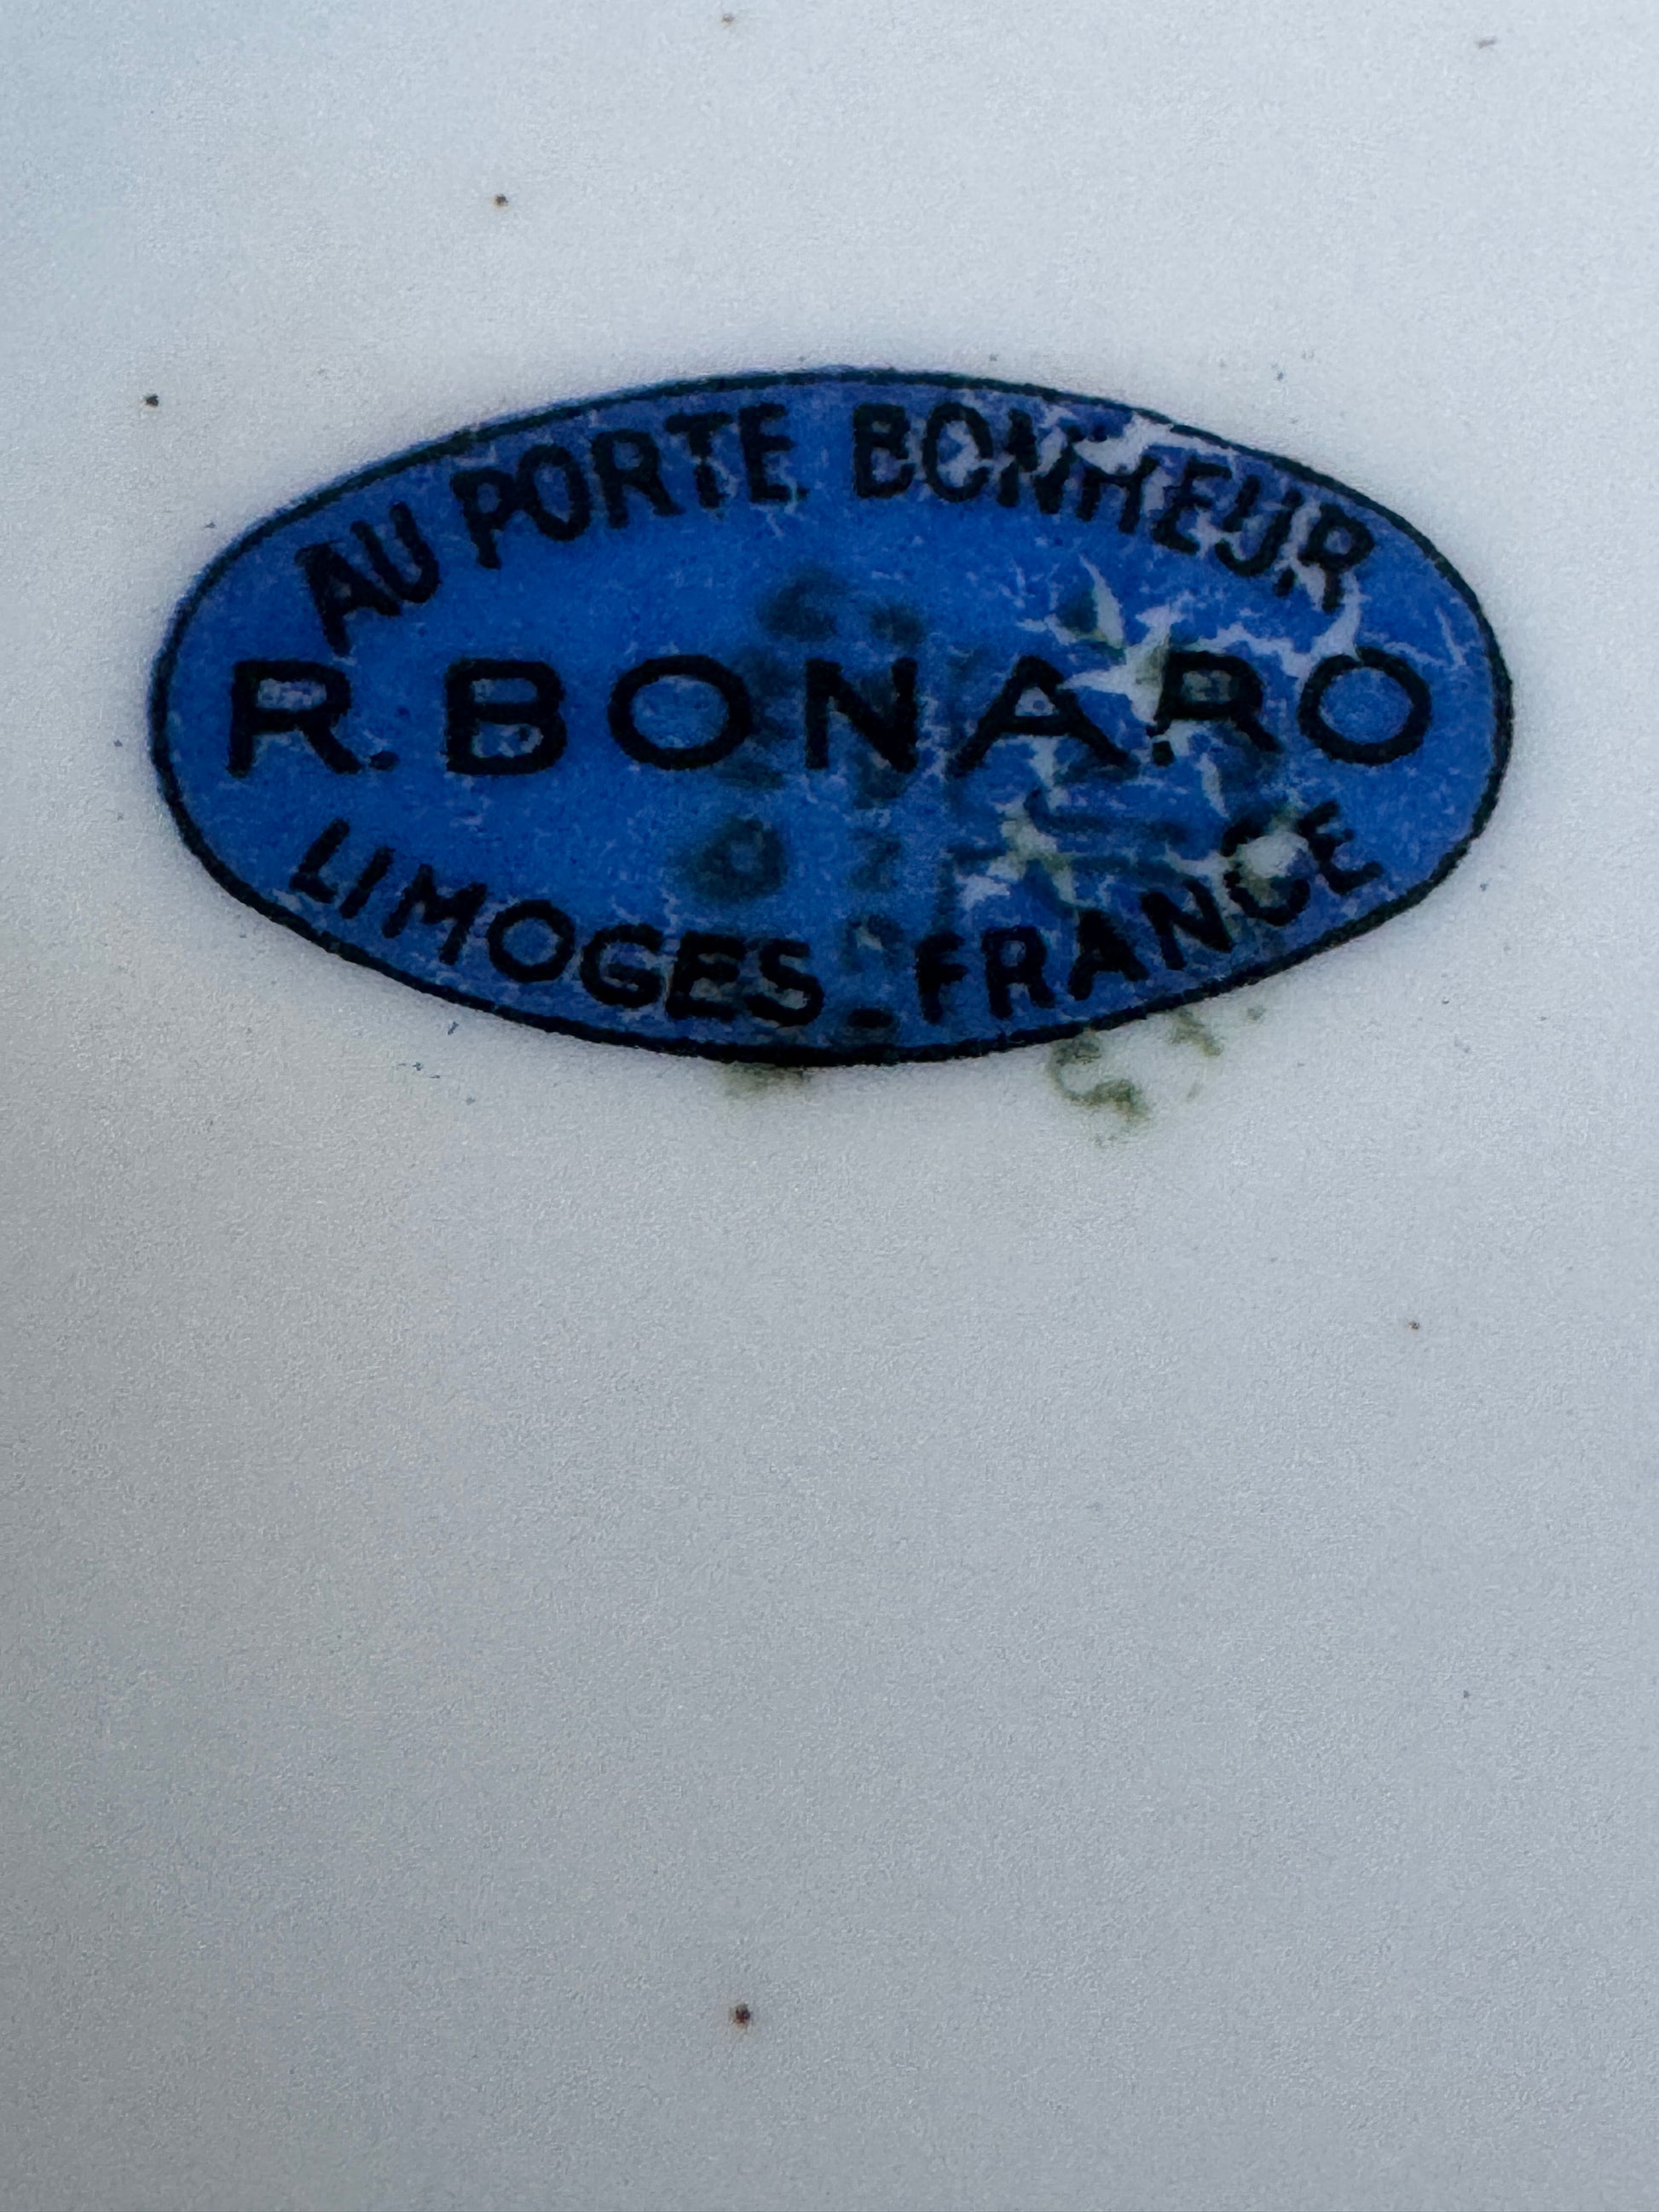 AU PORTE BONHEUR
R. BONARO
LIMOGES - FRANCE